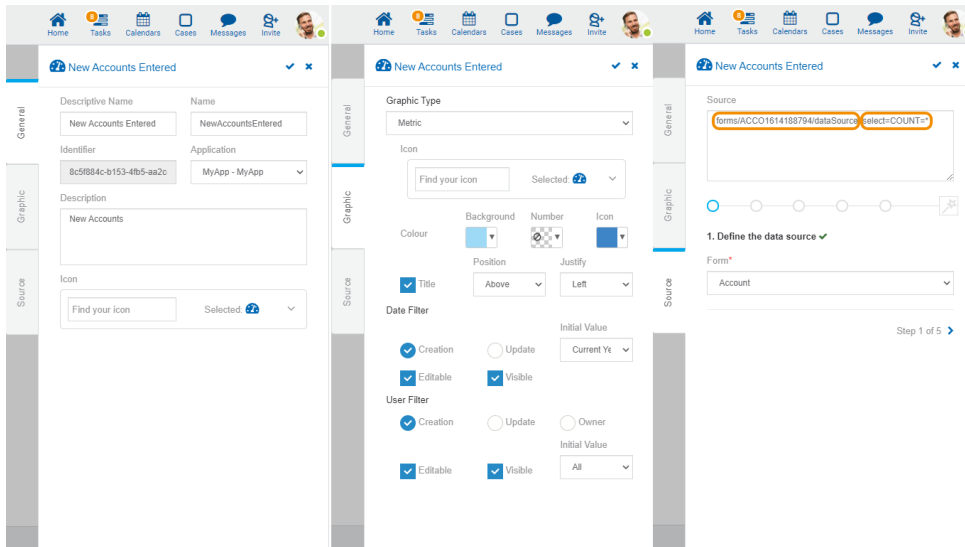 8
Home Tasks Calendars Cases Messages Invite
New Accounts Entered
General
Graphic
Source
Descriptive Name Name
New Accounts Entered NewAccountsEntered
Identifier Application
8c5f884c-b153-4fb5-aa2c MyApp - MyApp
Description
New Accounts
Icon
Find your icon Selected:
8
Home Tasks Calendars Cases Messages Invite
New Accounts Entered
General
Graphic
Source
Graphic Type
Metric
Icon
Find your icon Selected:
Background Number Icon
Colour
Position Justify
Title Above Left
Date Filter
Initial Value
Creation Update Current Ye
Editable Visible
User Filter
Creation Update Owner
Initial Value
Editable Visible All
8
Home Tasks Calendars Cases Messages Invite
New Accounts Entered
General
Graphic
Source
Source
forms/ACCO1614188794/dataSource select=COUNT=*
1. Define the data source
Form*
Account
Step 1 of 5